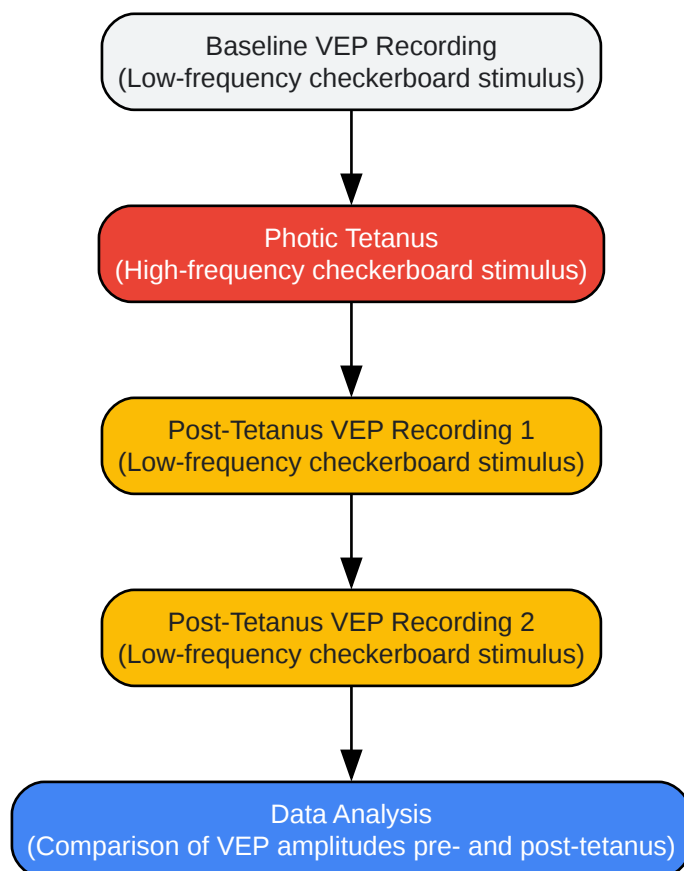 Baseline VEP Recording
(Low-frequency checkerboard stimulus)
Photic Tetanus
(High-frequency checkerboard stimulus)
Post-Tetanus VEP Recording 1
(Low-frequency checkerboard stimulus)
Post-Tetanus VEP Recording 2
(Low-frequency checkerboard stimulus)
Data Analysis
(Comparison of VEP amplitudes pre- and post-tetanus)